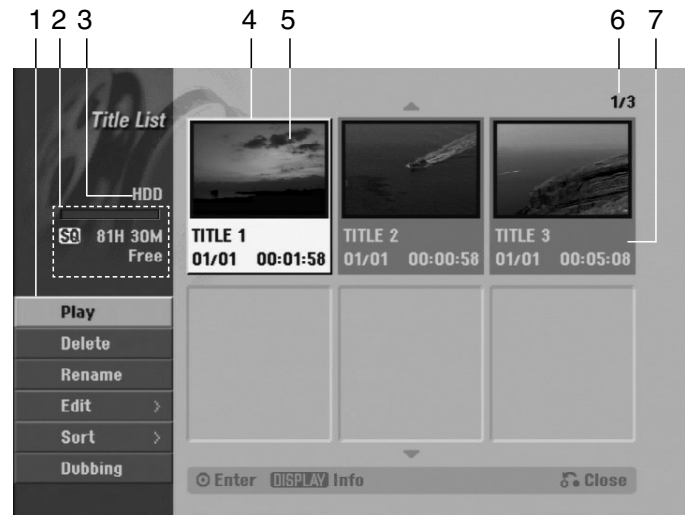 1 2 3 4 5 6 7
Title List
1/3
HDD
SQ 81H 30M
Free
TITLE 1
01/01 00:01:58
TITLE 2
01/01 00:00:58
TITLE 3
01/01 00:05:08
Play
Delete
Rename
Edit >
Sort >
Dubbing
Enter DISPLAY Info Close